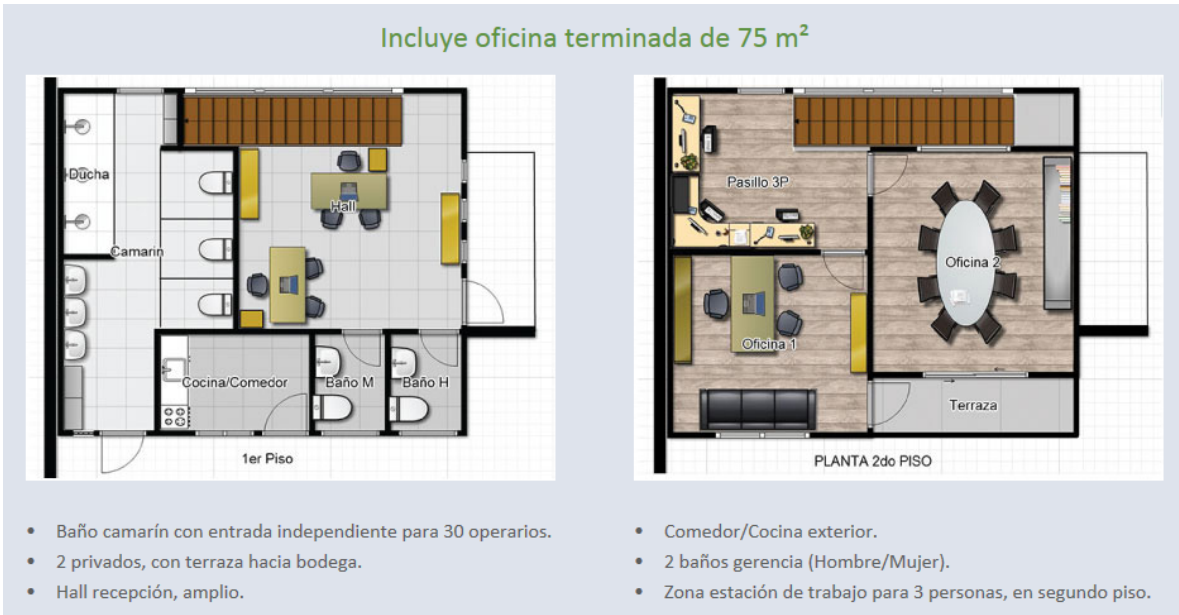 Incluye oficina terminada de 75 m²
Ducha
Camarin
Hall
Cocina/Comedor
Baño M
Baño H
1er Piso
Pasillo 3P
Oficina 2
Oficina 1
Terraza
PLANTA 2do PISO
• Baño camarín con entrada independiente para 30 operarios.
• 2 privados, con terraza hacia bodega.
• Hall recepción, amplio.
• Comedor/Cocina exterior.
• 2 baños gerencia (Hombre/Mujer).
• Zona estación de trabajo para 3 personas, en segundo piso.